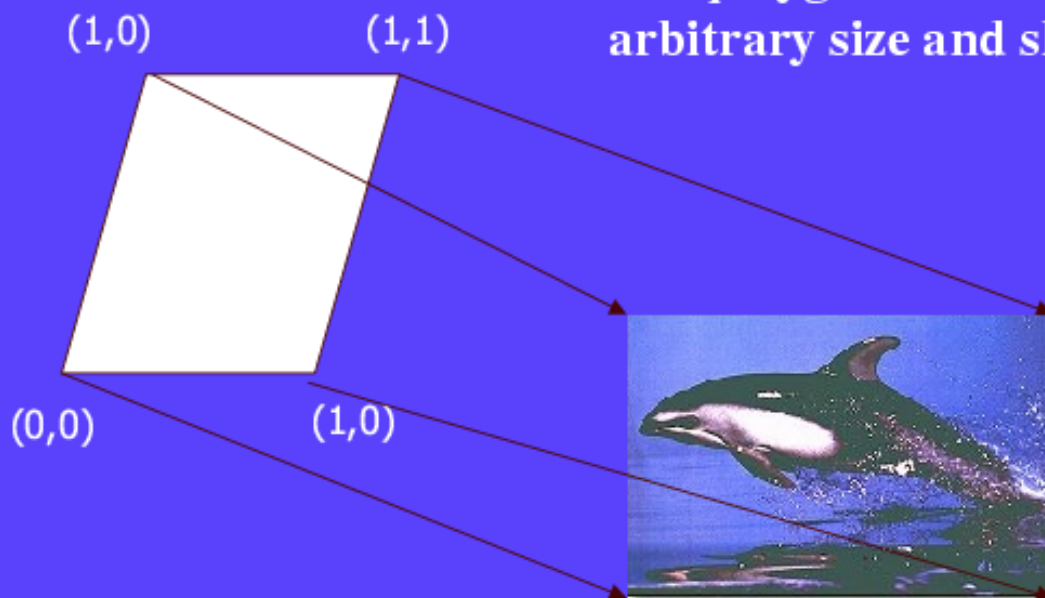 (1,0) (1,1)
arbitrary size and
(0,0) (1,0)